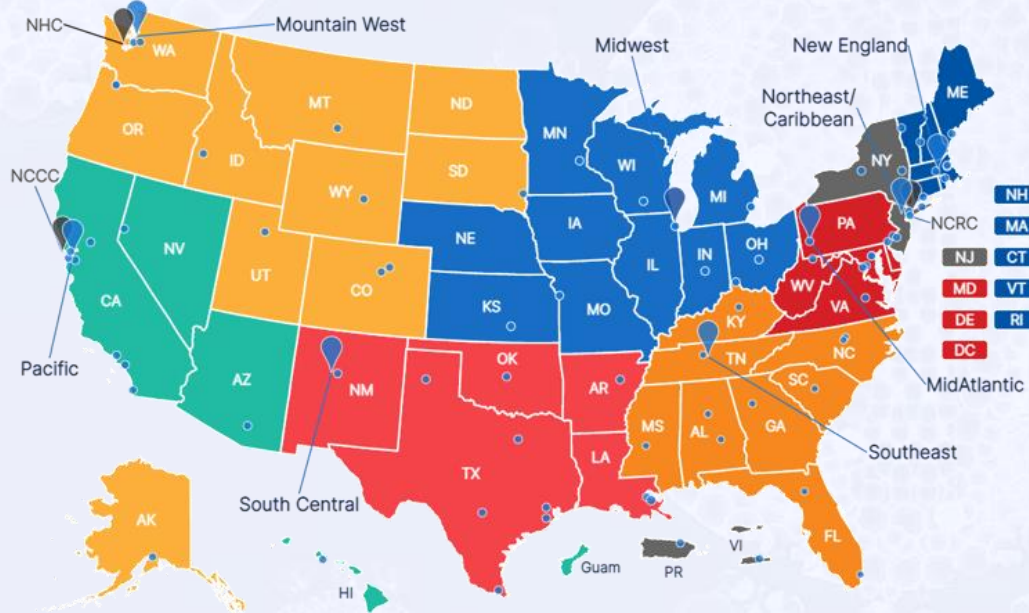 NHC
Mountain West
Midwest
New England
WA
ME
MT
ND
MN
Northeast/
Caribbean
OR
ID
SD
WI
MI
NY
NCCC
WY
NH
NE
IA
PA
NCRC
MA
NV
UT
IL
IN
OH
NJ
CT
CA
CO
WV
MD
VT
KS
MO
VA
DE
RI
KY
DC
Pacific
AZ
NM
OK
TN
NC
AR
SC
MidAtlantic
MS
AL
GA
Southeast
LA
TX
South Central
AK
FL
HI
Guam
PR
VI